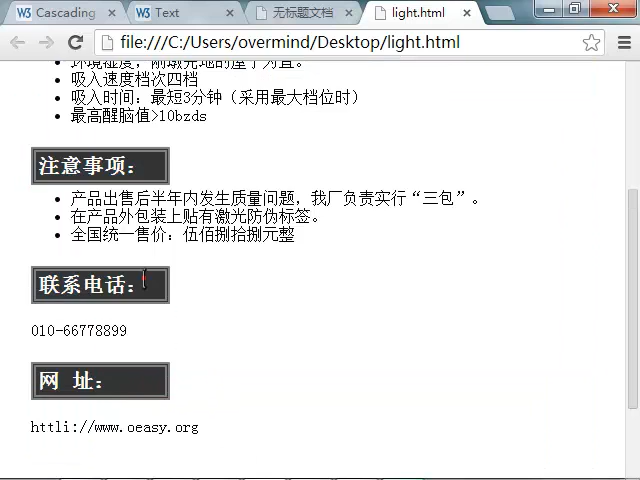 Cascading
Text
无标题文档
light.html
file:///C:/Users/overmind/Desktop/light.html
吸入速度档次四档
吸入时间：最短3分钟（采用最大档位时）
最高醒脑值>10bzds
注意事项：
产品出售后半年内发生质量问题，我厂负责实行“三包”。
在产品外包装上贴有激光防伪标签。
全国统一售价：伍佰捌拾捌元整
联系电话：
010-66778899
网 址：
httli://www.oeasy.org